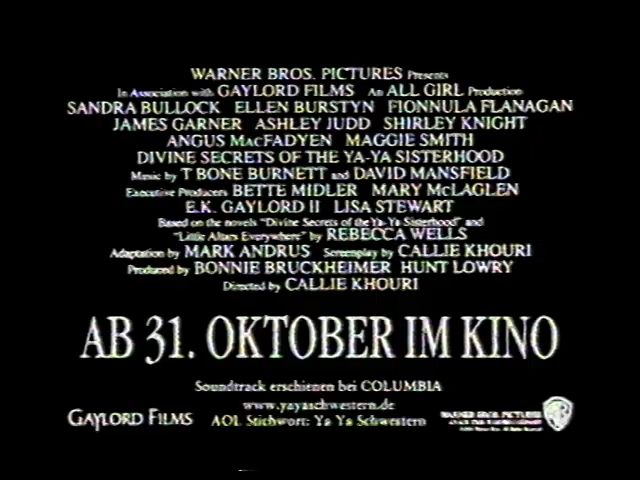 WARNER BROS. PICTURES Presents
In Association with GAYLORD FILMS An ALL GIRL Production
SANDRA BULLOCK ELLEN BURSTYN FIONNULA FLANAGAN
JAMES GARNER ASHLEY JUDD SHIRLEY KNIGHT
ANGUS MACFADYEN MAGGIE SMITH
DIVINE SECRETS OF THE YA-YA SISTERHOOD
Music by T BONE BURNETT and DAVID MANSFIELD
Executive Producers BETTE MIDLER MARY McLAGLEN
E.K. GAYLORD II LISA STEWART
Based on the novels "Divine Secrets of the Ya-Ya Sisterhood" and
"Little Altars Everywhere" by REBECCA WELLS
Adaptation by MARK ANDRUS Screenplay by CALLIE KHOURI
Produced by BONNIE BRUCKHEIMER HUNT LOWRY
Directed by CALLIE KHOURI
AB 31. OKTOBER IM KINO
Soundtrack erschienen bei COLUMBIA
www.yayaschwestern.de
GAYLORD FILMS AOL Stichwort: Ya Ya Schwestern WARNER BROS. PICTURES